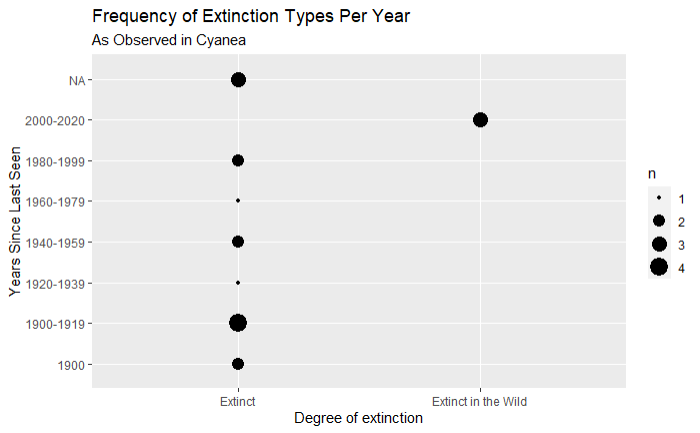 Frequency of Extinction Types Per Year
As Observed in Cyanea
Years Since Last Seen
NA
2000-2020
1980-1999
1960-1979
1940-1959
1920-1939
1900-1919
1900
Extinct
Extinct in the Wild
Degree of extinction
n
1
2
3
4